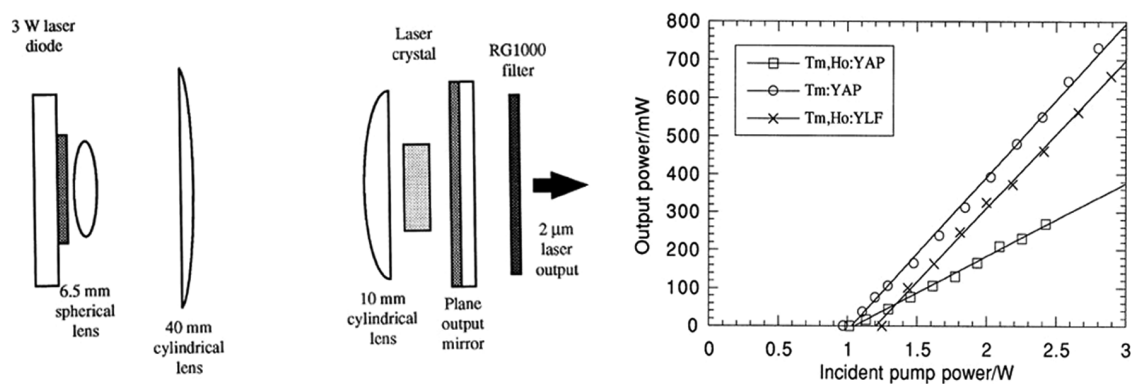 3 W laser
diode
6.5 mm
spherical
lens
40 mm
cylindrical
lens
Laser
crystal
10 mm
cylindrical
lens
Plane
output
mirror
RG1000
filter
2 μm
laser
output
Output power/mW
800
700
600
500
400
300
200
100
0
Tm,Ho:YAP
Tm:YAP
Tm,Ho:YLF
0 0.5 1 1.5 2 2.5 3
Incident pump power/W